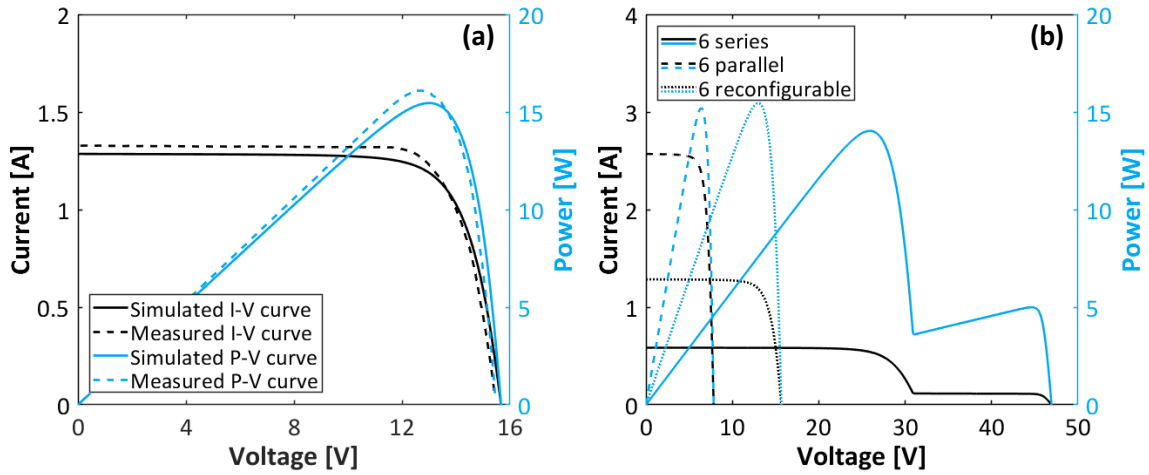 (a)
Current [A]
2
1.5
1
0.5
0
20
15
10
5
0
Power [W]
Simulated I-V curve
Measured I-V curve
Simulated P-V curve
Measured P-V curve
0 4 8 12 16
Voltage [V]
(b)
Current [A]
4
3
2
1
0
20
15
10
5
0
Power [W]
6 series
6 parallel
6 reconfigurable
0 10 20 30 40 50
Voltage [V]